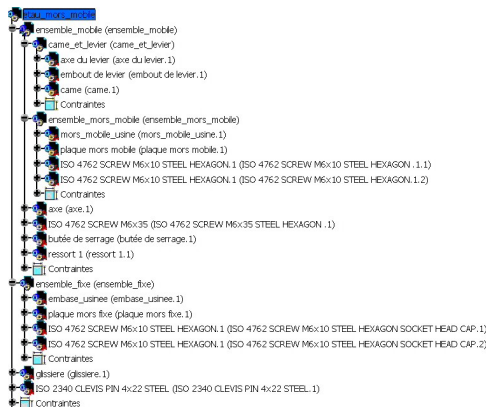 etau_mors_mobile
ensemble_mobile (ensemble_mobile)
came_et_levier (came_et_levier)
axe du levier (axe du levier.1)
embout de levier (embout de levier.1)
came (came.1)
Contraintes
ensemble_mors_mobile (ensemble_mors_mobile)
mors_mobile_usine (mors_mobile_usine.1)
plaque mors mobile (plaque mors mobile.1)
ISO 4762 SCREW M6x10 STEEL HEXAGON.1 (ISO 4762 SCREW M6x10 STEEL HEXAGON .1.1)
ISO 4762 SCREW M6x10 STEEL HEXAGON.1 (ISO 4762 SCREW M6x10 STEEL HEXAGON.1.2)
Contraintes
axe (axe.1)
ISO 4762 SCREW M6x35 (ISO 4762 SCREW M6x35 STEEL HEXAGON .1)
butée de serrage (butée de serrage.1)
ressort 1 (ressort 1.1)
Contraintes
ensemble_fixe (ensemble_fixe)
embase_usinee (embase_usinee.1)
plaque mors fixe (plaque mors fixe.1)
ISO 4762 SCREW M6x10 STEEL HEXAGON.1 (ISO 4762 SCREW M6x10 STEEL HEXAGON SOCKET HEAD CAP.1)
ISO 4762 SCREW M6x10 STEEL HEXAGON.1 (ISO 4762 SCREW M6x10 STEEL HEXAGON SOCKET HEAD CAP.2)
Contraintes
glissiere (glissiere.1)
ISO 2340 CLEVIS PIN 4x22 STEEL (ISO 2340 CLEVIS PIN 4x22 STEEL.1)
Contraintes